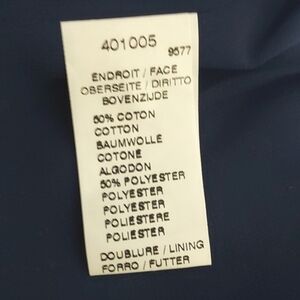 401005
9577
ENDROIT / FACE
OBERSEITE / DIRITTO
BOVENZIJDE
50% COTON
COTTON
BAUMWOLLE
COTONE
ALGODON
50% POLYESTER
POLYESTER
POLYESTER
POLIESTERE
POLIESTER
DOUBLURE / LINING
FORRO / FUTTER